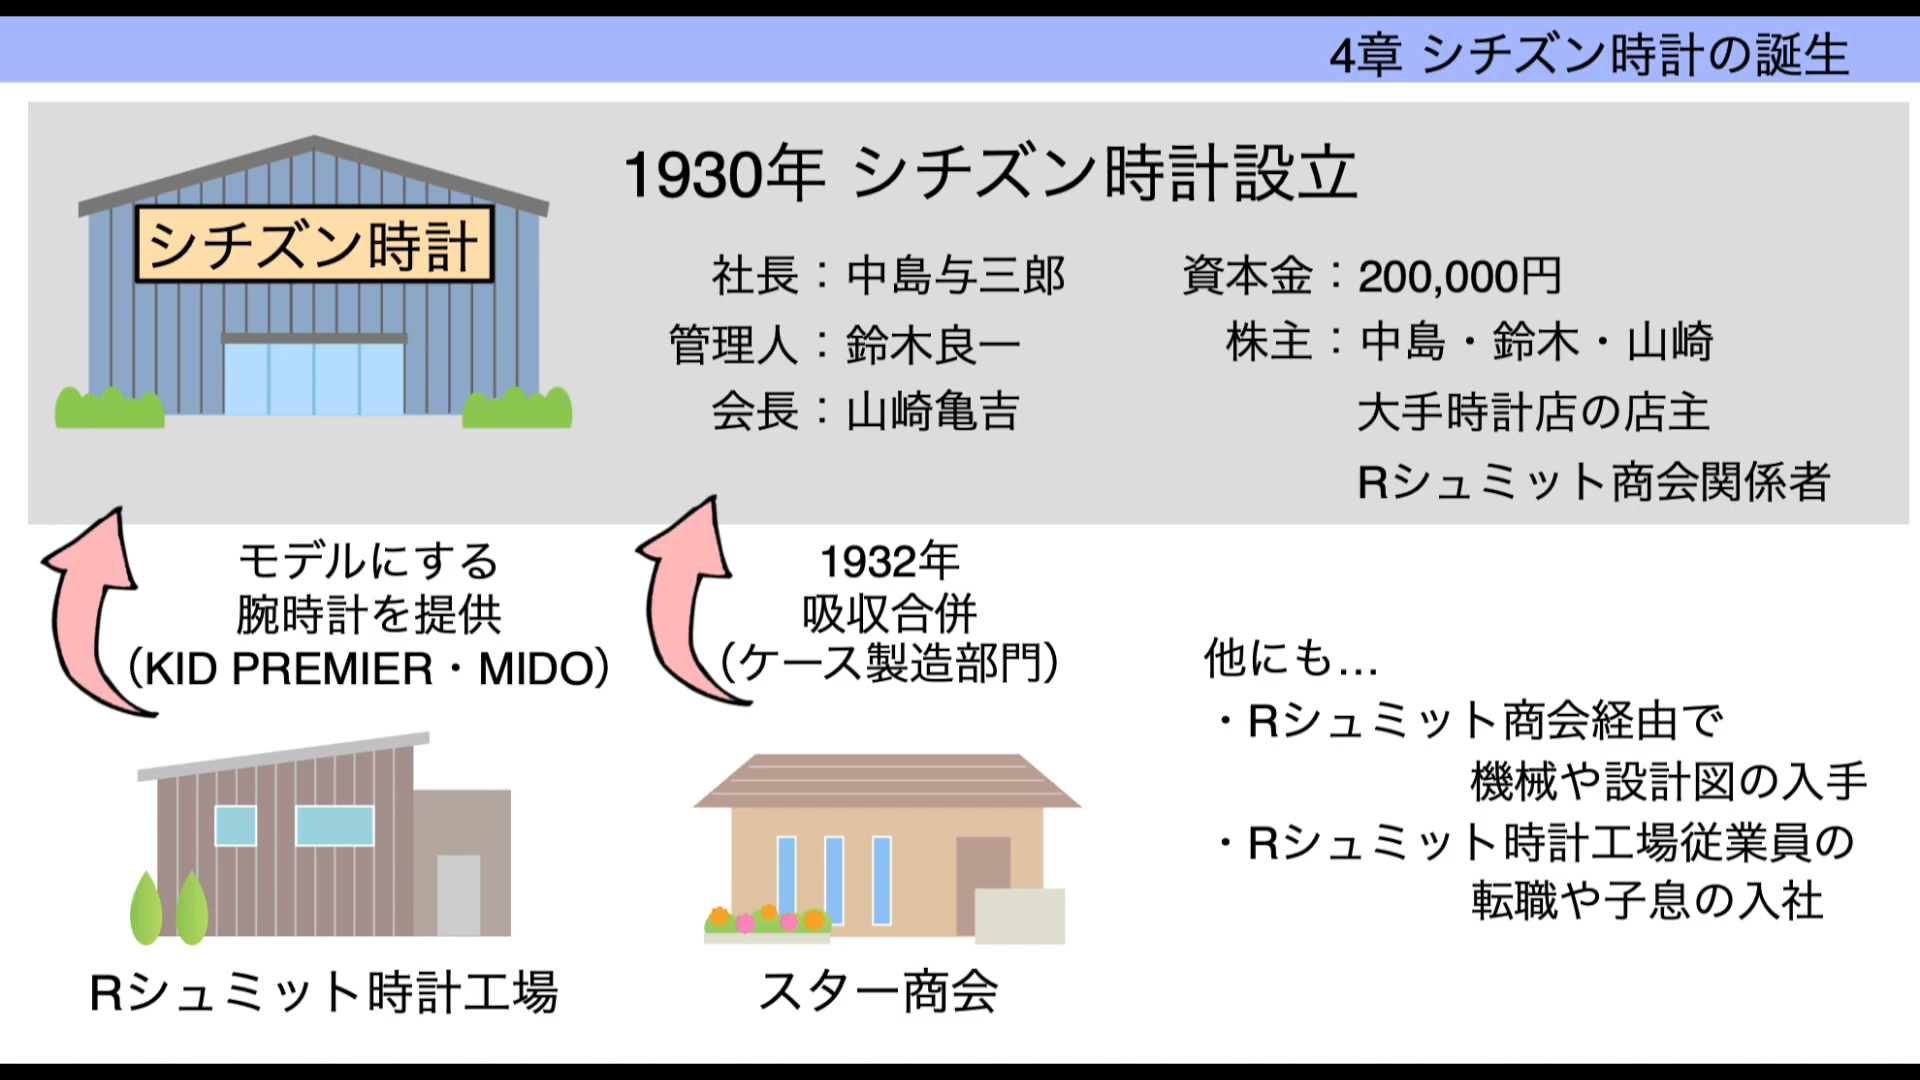 4章 シチズン時計の誕生
シチズン時計
1930年 シチズン時計設立
社長：中島与三郎
管理人：鈴木良一
会長：山崎亀吉
資本金：200,000円
株主：中島・鈴木・山崎
大手時計店の店主
Rシュミット商会関係者
モデルにする
腕時計を提供
（KID PREMIER・MIDO）
1932年
吸収合併
（ケース製造部門）
他にも…
・Rシュミット商会経由で
機械や設計図の入手
・Rシュミット時計工場従業員の
転職や子息の入社
Rシュミット時計工場
スター商会